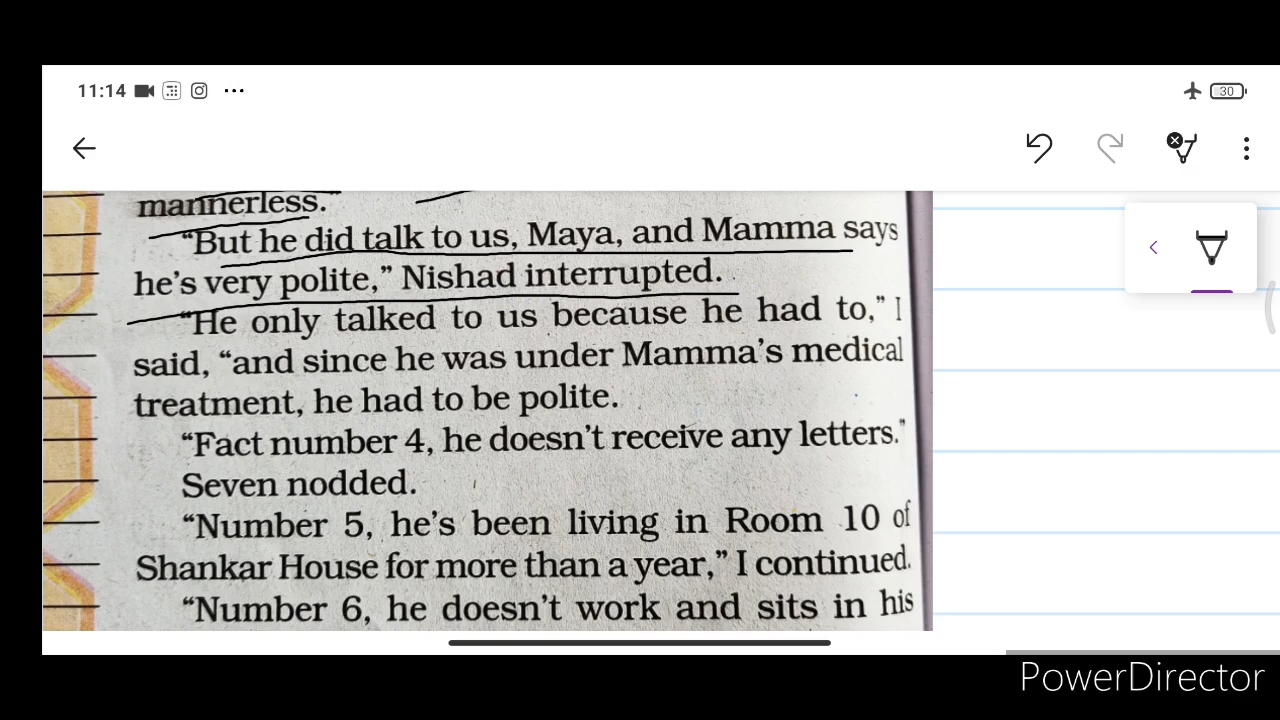 11:14
30
mannerless."
"But he did talk to us, Maya, and Mamma says
he's very polite," Nishad interrupted.
"He only talked to us because he had to," I
said, "and since he was under Mamma's medical
treatment, he had to be polite.
"Fact number 4, he doesn't receive any letters."
Seven nodded.
"Number 5, he's been living in Room 10 of
Shankar House for more than a year," I continued.
"Number 6, he doesn't work and sits in his
PowerDirector